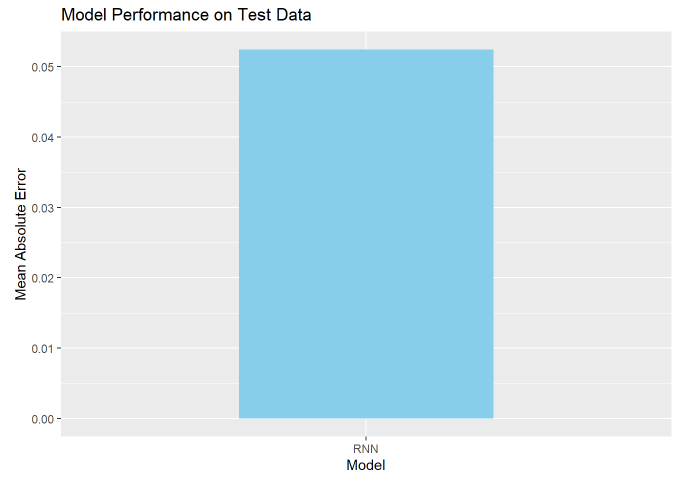 Model Performance on Test Data
Mean Absolute Error
0.05
0.04
0.03
0.02
0.01
0.00
RNN
Model